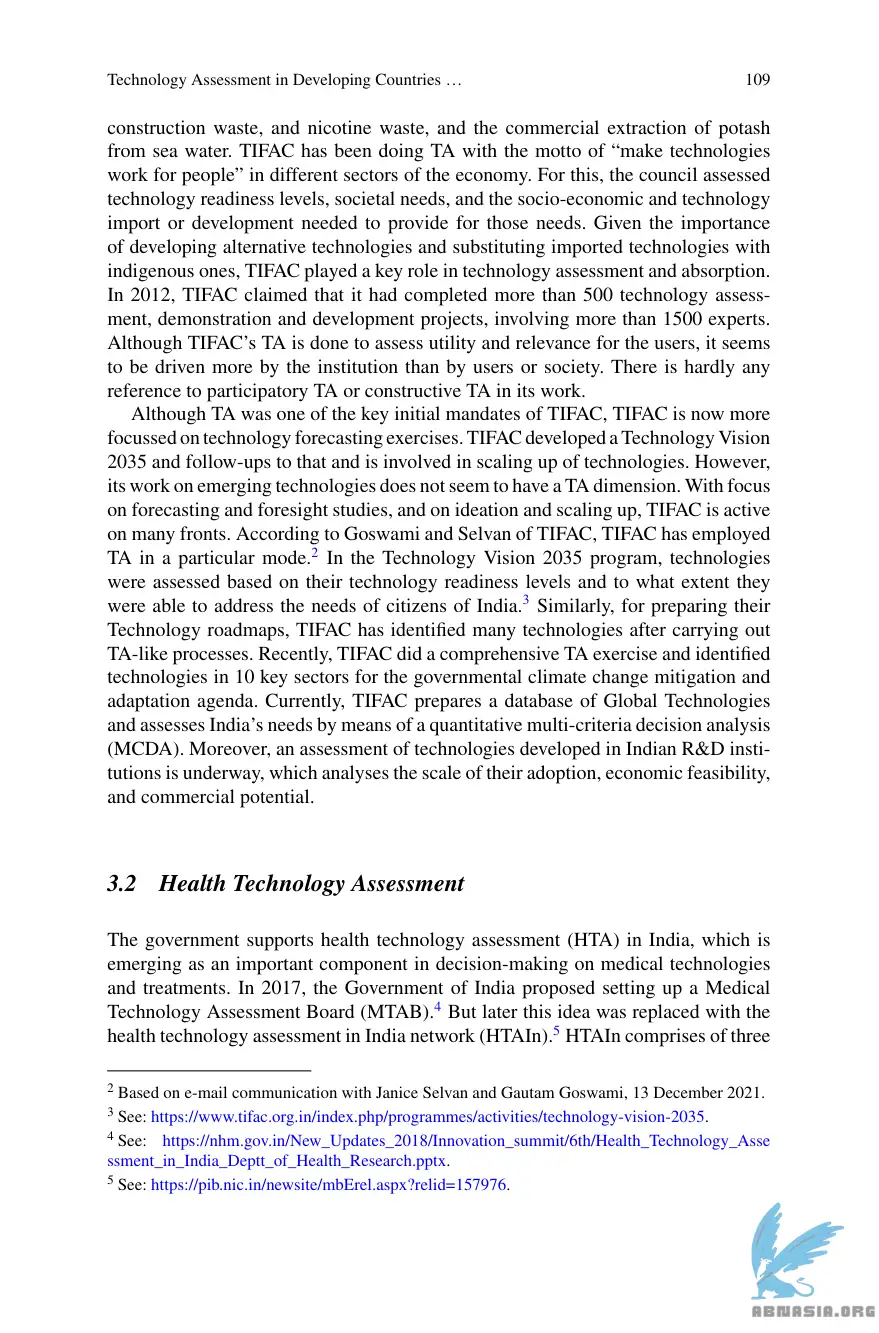 Technology Assessment in Developing Countries … 109
construction waste, and nicotine waste, and the commercial extraction of potash
from sea water. TIFAC has been doing TA with the motto of “make technologies
work for people” in different sectors of the economy. For this, the council assessed
technology readiness levels, societal needs, and the socio-economic and technology
import or development needed to provide for those needs. Given the importance
of developing alternative technologies and substituting imported technologies with
indigenous ones, TIFAC played a key role in technology assessment and absorption.
In 2012, TIFAC claimed that it had completed more than 500 technology assess-
ment, demonstration and development projects, involving more than 1500 experts.
Although TIFAC’s TA is done to assess utility and relevance for the users, it seems
to be driven more by the institution than by users or society. There is hardly any
reference to participatory TA or constructive TA in its work.
Although TA was one of the key initial mandates of TIFAC, TIFAC is now more
focussed on technology forecasting exercises. TIFAC developed a Technology Vision
2035 and follow-ups to that and is involved in scaling up of technologies. However,
its work on emerging technologies does not seem to have a TA dimension. With focus
on forecasting and foresight studies, and on ideation and scaling up, TIFAC is active
on many fronts. According to Goswami and Selvan of TIFAC, TIFAC has employed
TA in a particular mode.2 In the Technology Vision 2035 program, technologies
were assessed based on their technology readiness levels and to what extent they
were able to address the needs of citizens of India.3 Similarly, for preparing their
Technology roadmaps, TIFAC has identified many technologies after carrying out
TA-like processes. Recently, TIFAC did a comprehensive TA exercise and identified
technologies in 10 key sectors for the governmental climate change mitigation and
adaptation agenda. Currently, TIFAC prepares a database of Global Technologies
and assesses India’s needs by means of a quantitative multi-criteria decision analysis
(MCDA). Moreover, an assessment of technologies developed in Indian R&D insti-
tutions is underway, which analyses the scale of their adoption, economic feasibility,
and commercial potential.
3.2 Health Technology Assessment
The government supports health technology assessment (HTA) in India, which is
emerging as an important component in decision-making on medical technologies
and treatments. In 2017, the Government of India proposed setting up a Medical
Technology Assessment Board (MTAB).4 But later this idea was replaced with the
health technology assessment in India network (HTAIn).5 HTAIn comprises of three
2 Based on e-mail communication with Janice Selvan and Gautam Goswami, 13 December 2021.
3 See: https://www.tifac.org.in/index.php/programmes/activities/technology-vision-2035.
4 See: https://nhm.gov.in/New_Updates_2018/Innovation_summit/6th/Health_Technology_Asse
ssment_in_India_Deptt_of_Health_Research.pptx.
5 See: https://pib.nic.in/newsite/mbErel.aspx?relid=157976.
ABNASIA.ORG